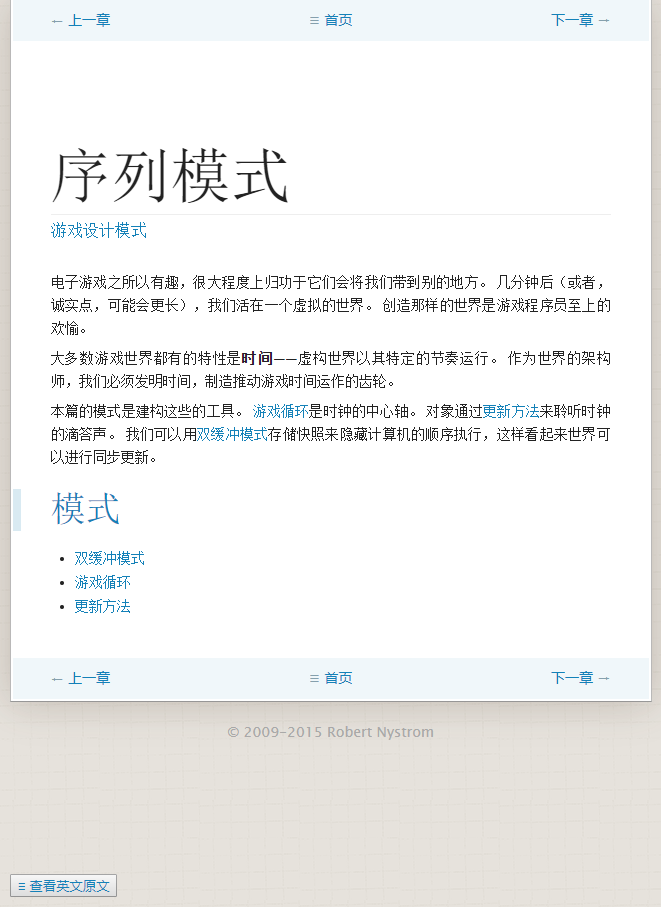 ← 上一章 ≡ 首页 下一章 →
序列模式
游戏设计模式
电子游戏之所以有趣，很大程度上归功于它们会将我们带到别的地方。 几分钟后（或者，
诚实点，可能会更长），我们活在一个虚拟的世界。 创造那样的世界是游戏程序员至上的
欢愉。
大多数游戏世界都有的特性是时间——虚构世界以其特定的节奏运行。 作为世界的架构
师，我们必须发明时间，制造推动游戏时间运作的齿轮。
本篇的模式是建构这些的工具。 游戏循环是时钟的中心轴。 对象通过更新方法来聆听时钟
的滴答声。 我们可以用双缓冲模式存储快照来隐藏计算机的顺序执行，这样看起来世界可
以进行同步更新。
模式
• 双缓冲模式
• 游戏循环
• 更新方法
← 上一章 ≡ 首页 下一章 →
© 2009-2015 Robert Nystrom
≡ 查看英文原文